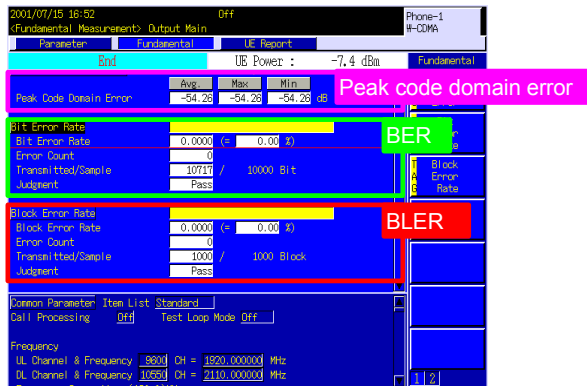 2001/07/15 16:52 Off Phone-1
<Fundamental Measurement> Output Main W-CDMA
Parameter Fundamental UE Report
End UE Power : -7.4 dBm Fundamental
Avg. Max Min
Peak Code Domain Error -54.26 -54.26 -54.26 dB
Peak code domain error
Bit Error Rate
BER
Bit Error Rate 0.0000 (= 0.00 %)
Error Count 0
Transmitted/Sample 10717 / 10000 Bit
Judgment Pass
T Block
A Error
G Rate
Block Error Rate
BLER
Block Error Rate 0.0000 (= 0.00 %)
Error Count 0
Transmitted/Sample 1000 / 1000 Block
Judgment Pass
Common Parameter Item List Standard
Call Processing Off Test Loop Mode Off
Frequency
UL Channel & Frequency 9600 CH = 1920.000000 MHz
DL Channel & Frequency 10550 CH = 2110.000000 MHz
1 2